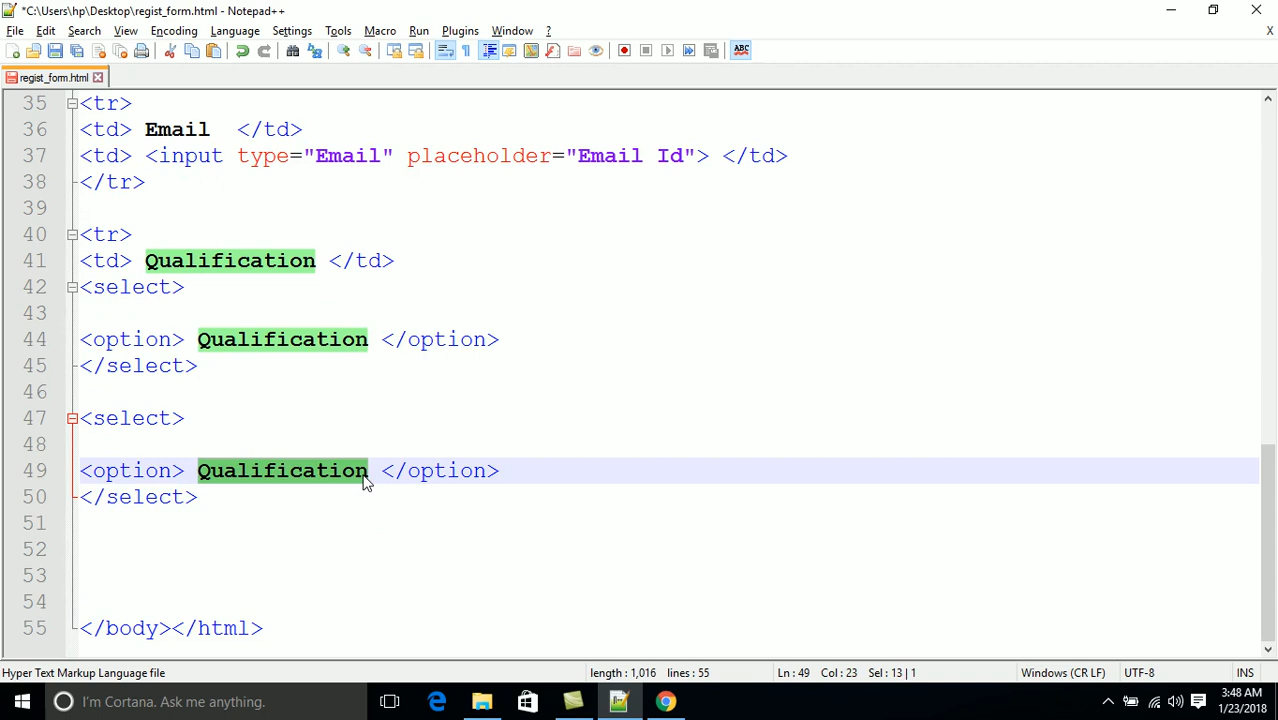 *C:\Users\hp\Desktop\regist_form.html - Notepad++
File Edit Search View Encoding Language Settings Tools Macro Run Plugins Window ? X
ABC
regist_form.html
35 <tr>
36 <td> Email </td>
37 <td> <input type="Email" placeholder="Email Id"> </td>
38 </tr>
39
40 <tr>
41 <td> Qualification </td>
42 <select>
43
44 <option> Qualification </option>
45 </select>
46
47 <select>
48
49 <option> Qualification </option>
50 </select>
51
52
53
54
55 </body></html>
Hyper Text Markup Language file length : 1,016 lines : 55 Ln : 49 Col : 23 Sel : 13 | 1 Windows (CR LF) UTF-8 INS
I'm Cortana. Ask me anything. 3:48 AM
1/23/2018